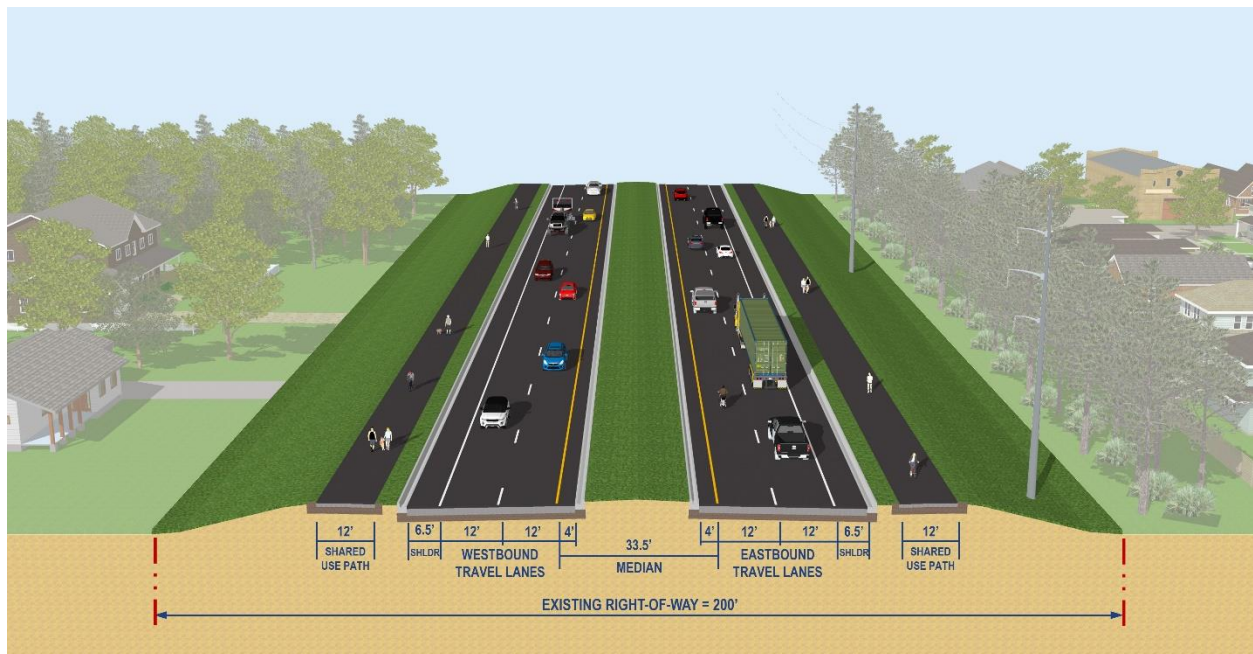 12' 6.5' 12' 12' 4' 33.5' 4' 12' 12' 6.5' 12'
SHARED
USE PATH
SHLDR
WESTBOUND
TRAVEL LANES
MEDIAN
EASTBOUND
TRAVEL LANES
SHLDR
SHARED
USE PATH
EXISTING RIGHT-OF-WAY = 200'